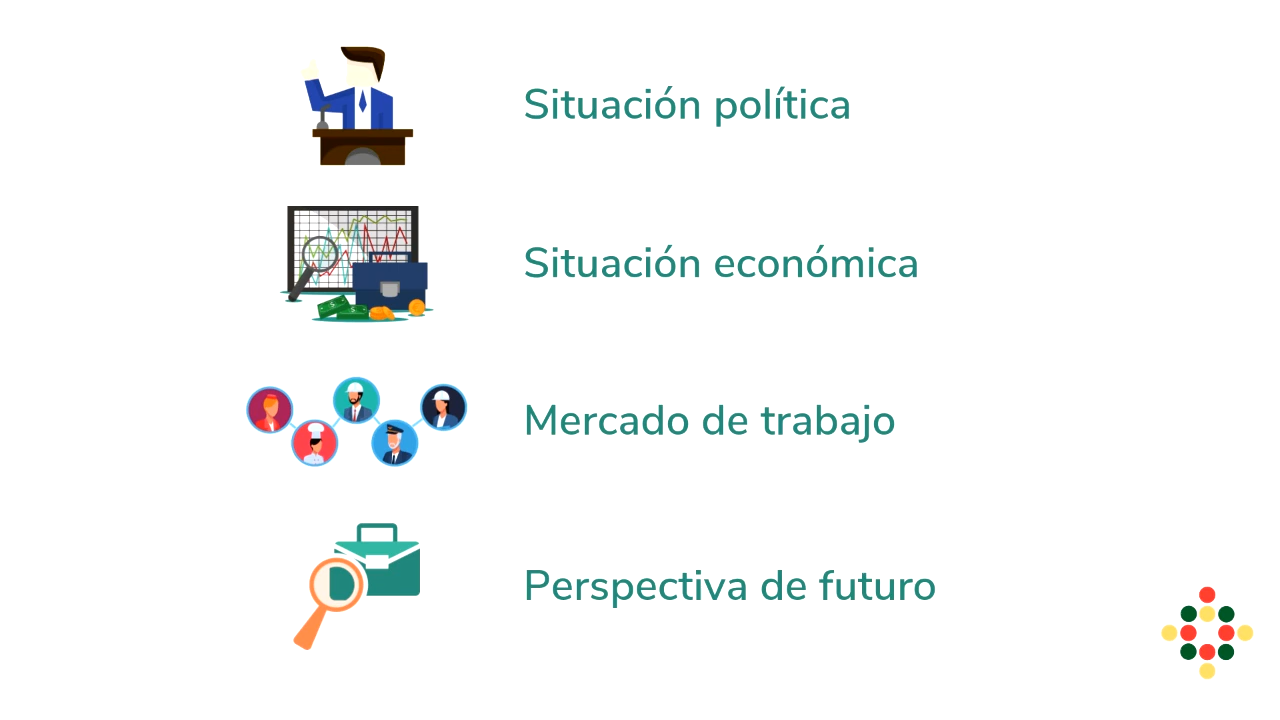 Situación política
Situación económica
Mercado de trabajo
Perspectiva de futuro